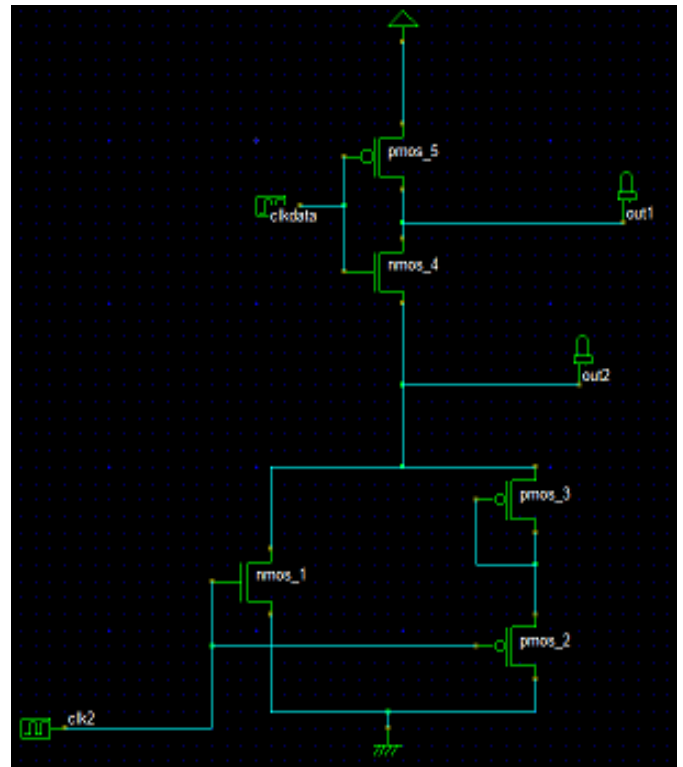 pmos_5
clkdata
out1
nmos_4
out2
pmos_3
nmos_1
pmos_2
clk2